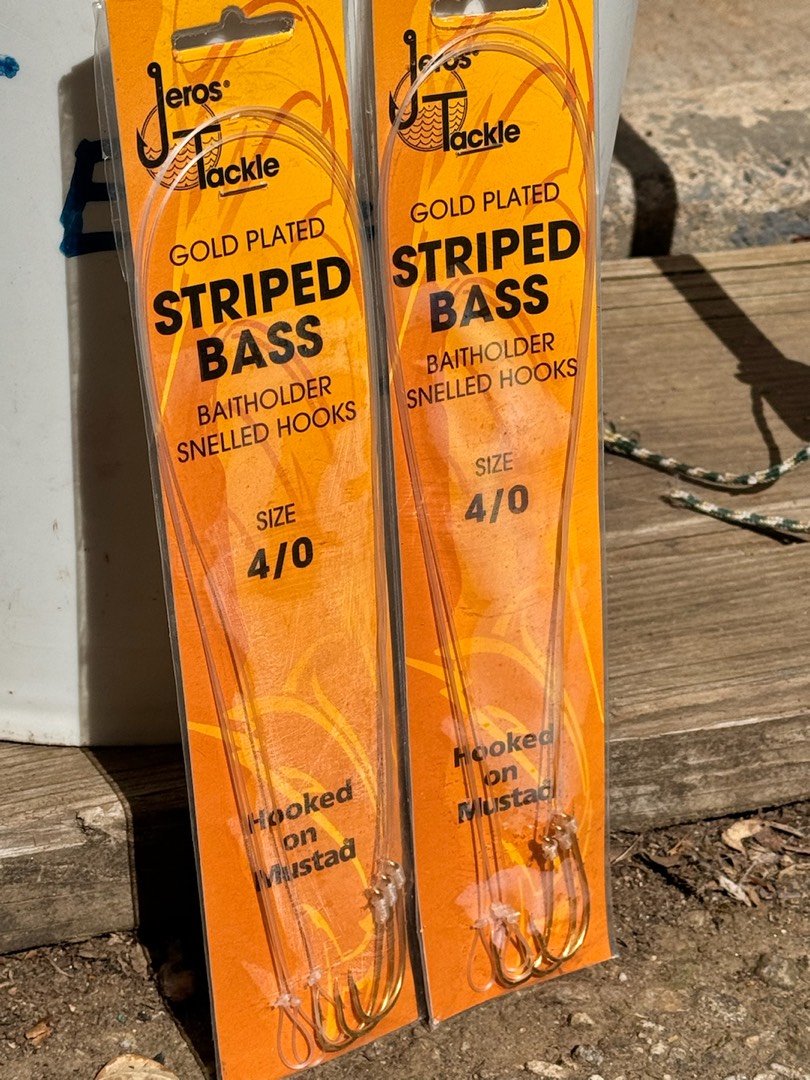 Jeros®
Tackle
GOLD PLATED
STRIPED
BASS
BAITHOLDER
SNELLED HOOKS
SIZE
4/0
Hooked
on
Mustad
Jeros®
Tackle
GOLD PLATED
STRIPED
BASS
BAITHOLDER
SNELLED HOOKS
SIZE
4/0
Hooked
on
Mustad
E